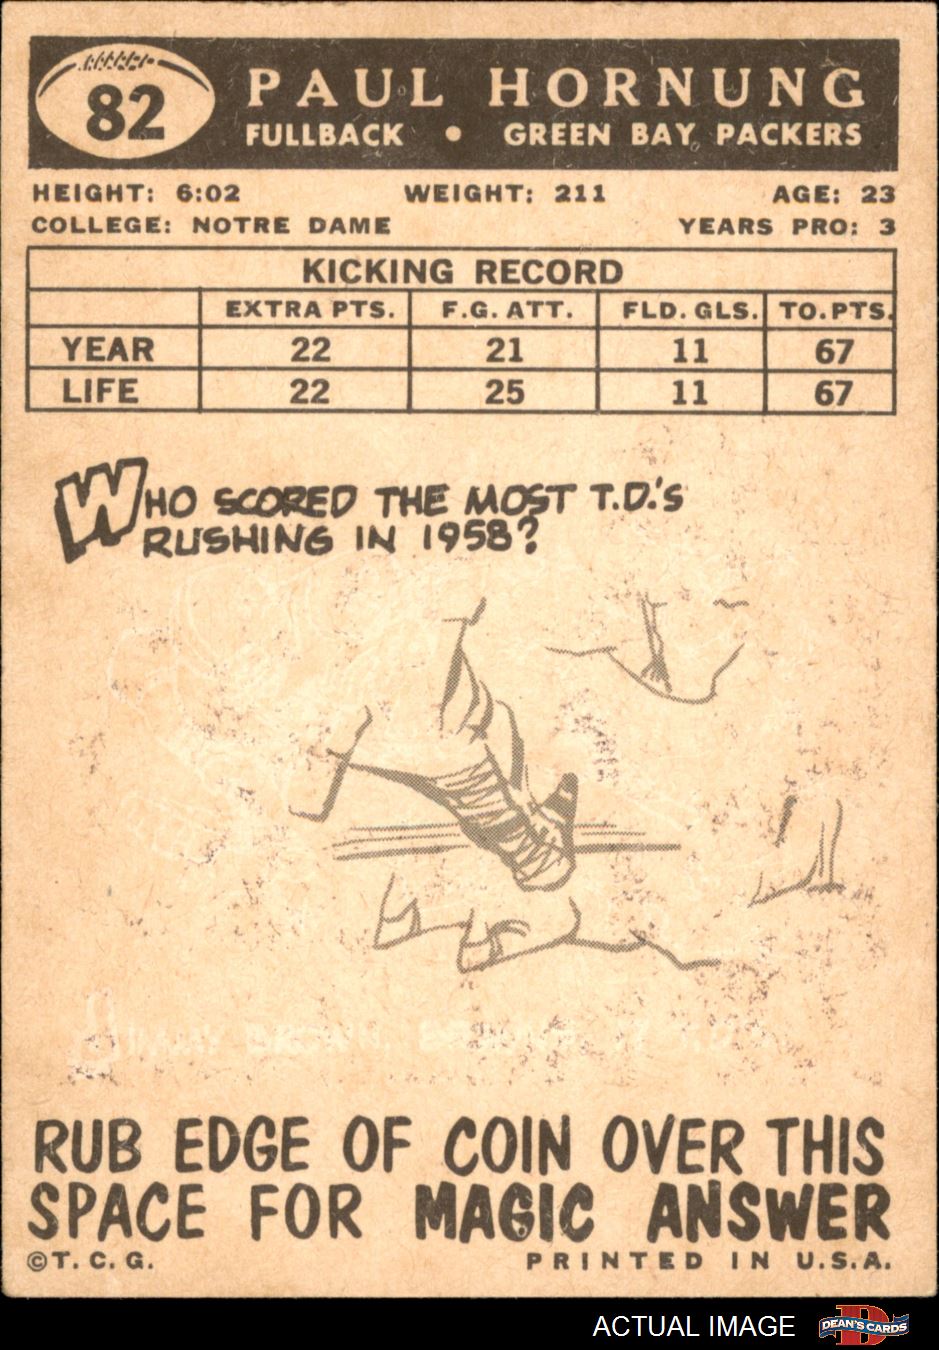 82
PAUL HORNUNG
FULLBACK • GREEN BAY PACKERS
HEIGHT: 6:02 WEIGHT: 211 AGE: 23
COLLEGE: NOTRE DAME YEARS PRO: 3
KICKING RECORD
EXTRA PTS. F.G. ATT. FLD. GLS. TO. PTS.
YEAR 22 21 11 67
LIFE 22 25 11 67
WHO SCORED THE MOST T.D.'S
RUSHING IN 1958?
RUB EDGE OF COIN OVER THIS
SPACE FOR MAGIC ANSWER
©T. C. G. PRINTED IN U.S.A.
ACTUAL IMAGE
DEAN'S CARDS